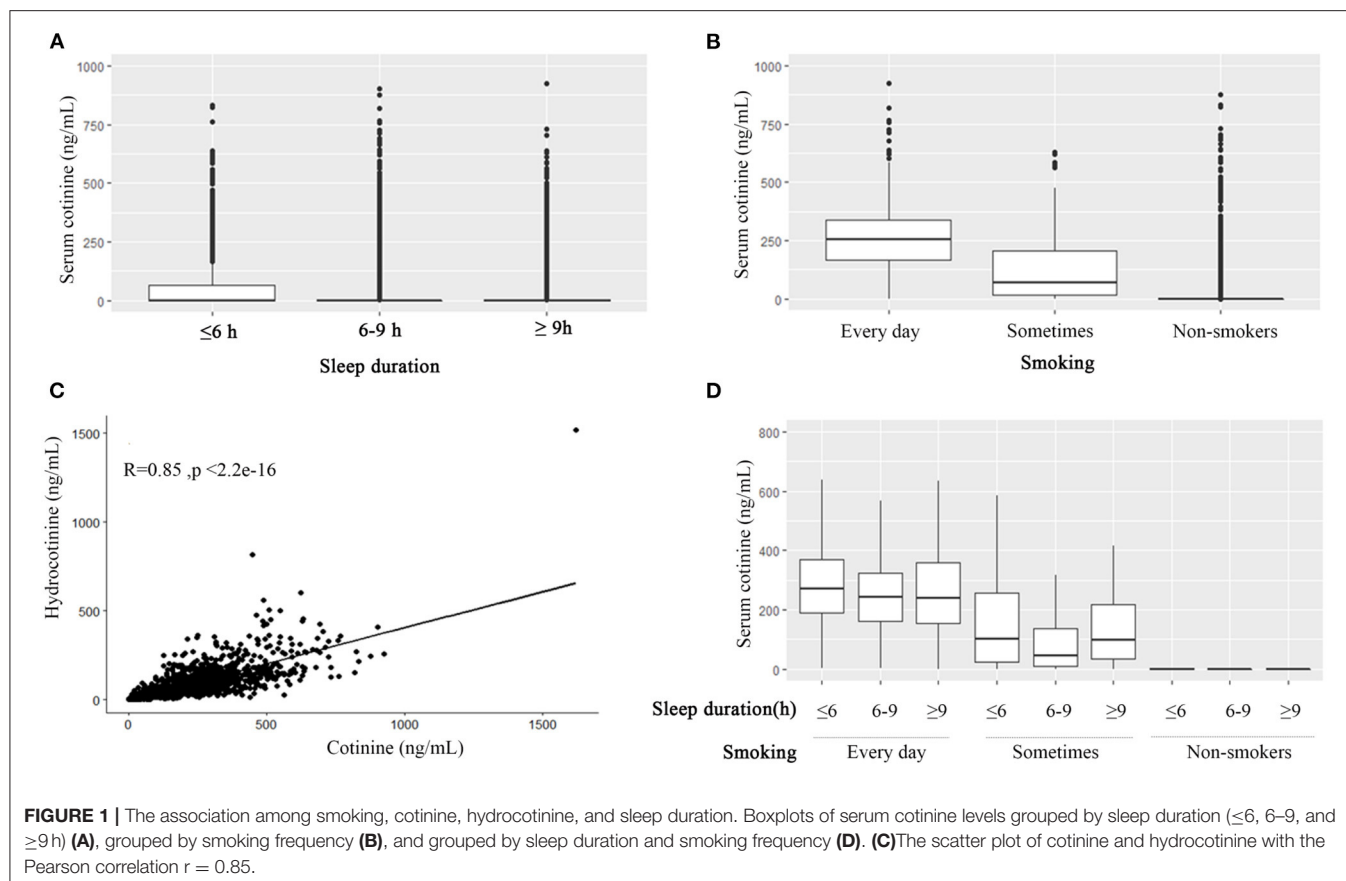 A
Serum cotinine (ng/mL)
1000
750
500
250
0
≤6 h 6-9 h ≥ 9h
Sleep duration
B
Serum cotinine (ng/mL)
1000
750
500
250
0
Every day Sometimes Non-smokers
Smoking
C
Hydrocotinine (ng/mL)
1500
1000
500
0
R=0.85 ,p <2.2e-16
0 500 1000 1500
Cotinine (ng/mL)
D
Serum cotinine (ng/mL)
800
600
400
200
0
Sleep duration(h) ≤6 6-9 ≥9 ≤6 6-9 ≥9 ≤6 6-9 ≥9
Smoking Every day Sometimes Non-smokers
FIGURE 1 | The association among smoking, cotinine, hydrocotinine, and sleep duration. Boxplots of serum cotinine levels grouped by sleep duration (≤6, 6–9, and
≥9 h) (A), grouped by smoking frequency (B), and grouped by sleep duration and smoking frequency (D). (C)The scatter plot of cotinine and hydrocotinine with the
Pearson correlation r = 0.85.